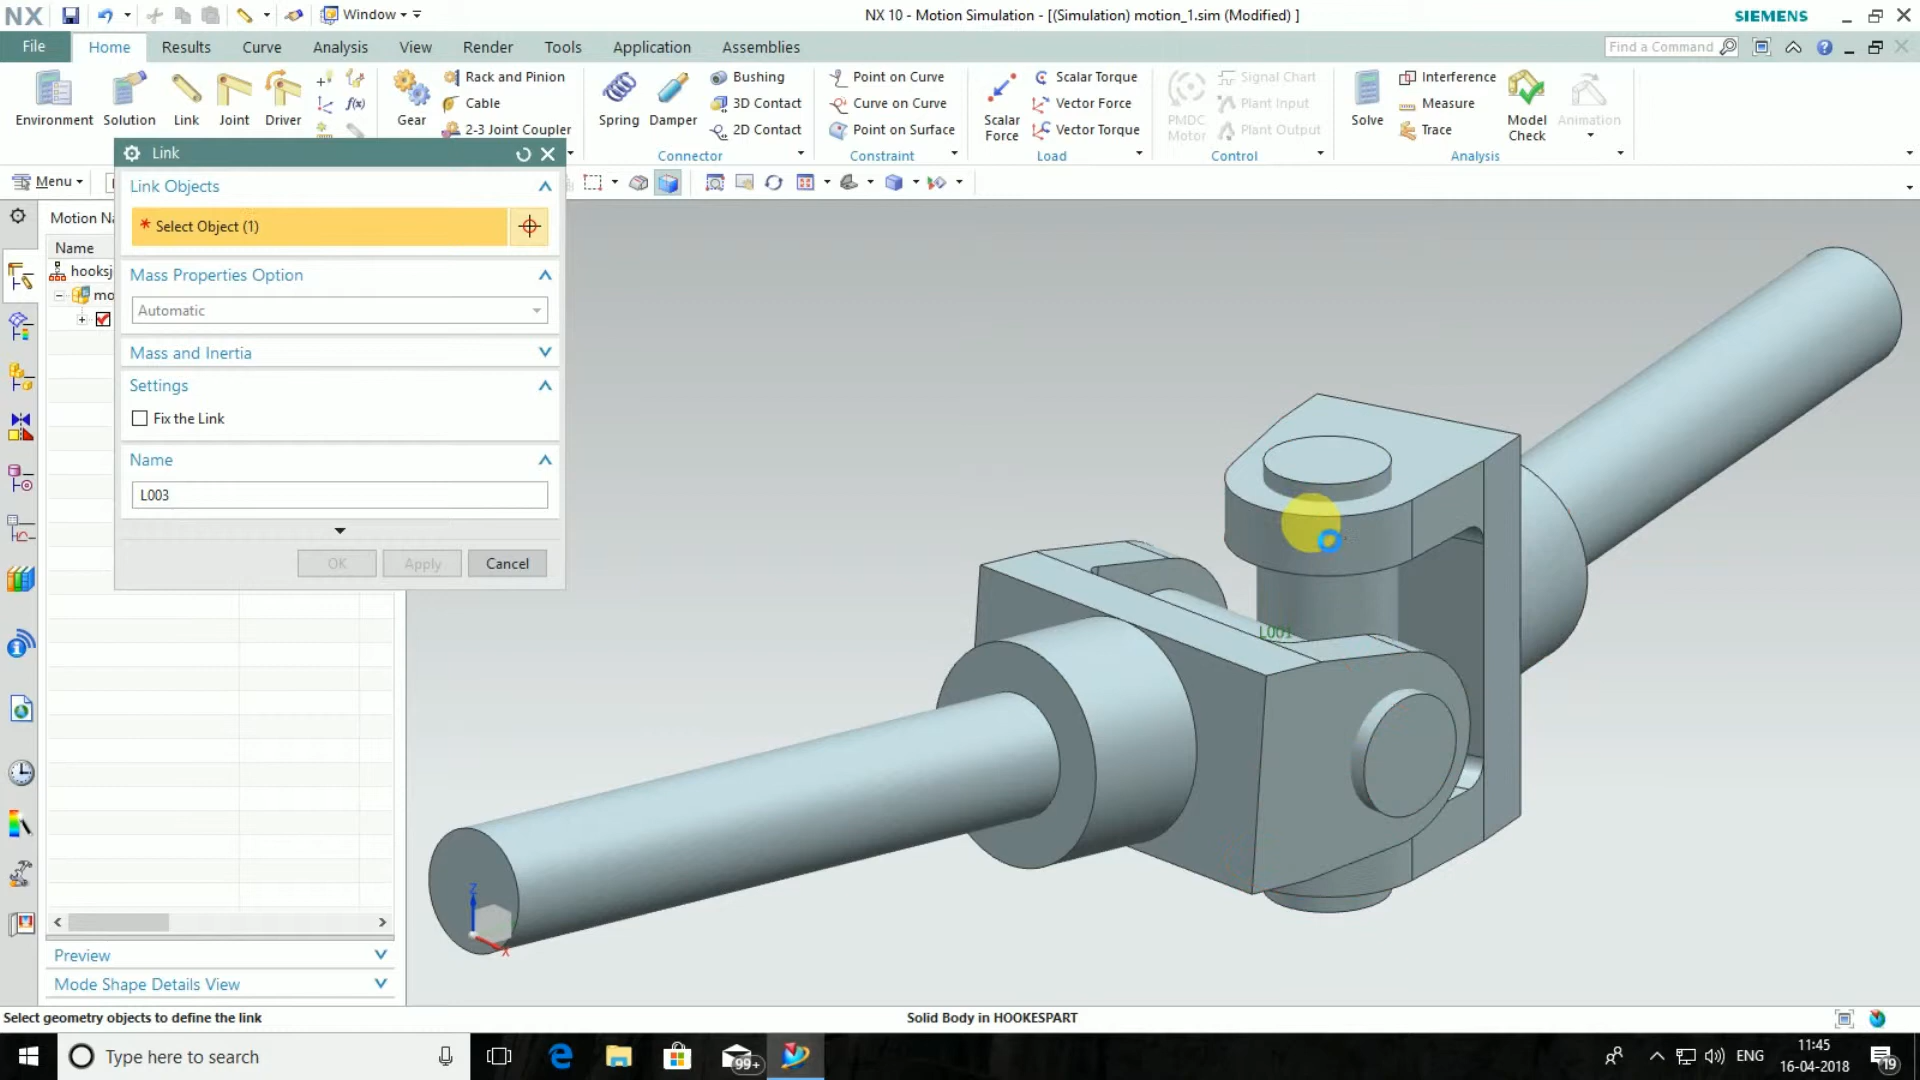 NX
Window
NX 10 - Motion Simulation - [(Simulation) motion_1.sim (Modified) ]
SIEMENS
File
Home
Results
Curve
Analysis
View
Render
Tools
Application
Assemblies
Find a Command
Environment
Solution
Link
Joint
Driver
f(x)
Gear
Rack and Pinion
Cable
2-3 Joint Coupler
Spring
Damper
Bushing
3D Contact
2D Contact
Connector
Point on Curve
Curve on Curve
Point on Surface
Constraint
Scalar
Force
Scalar Torque
Vector Force
Vector Torque
Load
PMDC
Motor
Signal Chart
Plant Input
Plant Output
Control
Solve
Interference
Measure
Trace
Model
Check
Animation
Analysis
Menu
Link
Link Objects
* Select Object (1)
Mass Properties Option
Automatic
Mass and Inertia
Settings
Fix the Link
Name
L003
OK
Apply
Cancel
Motion Na
Name
hooksj
mo
L001
Z
X
Preview
Mode Shape Details View
Select geometry objects to define the link
Solid Body in HOOKESPART
Type here to search
99+
ENG
11:45
16-04-2018
19